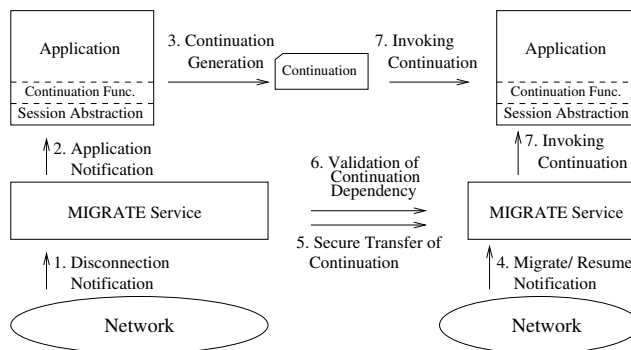 Application
Continuation Func.
Session Abstraction
3. Continuation
Generation
Continuation
7. Invoking
Continuation
Application
Continuation Func.
Session Abstraction
2. Application
Notification
7. Invoking
Continuation
6. Validation of
Continuation
Dependency
MIGRATE Service
MIGRATE Service
5. Secure Transfer of
Continuation
1. Disconnection
Notification
4. Migrate/ Resume
Notification
Network
Network